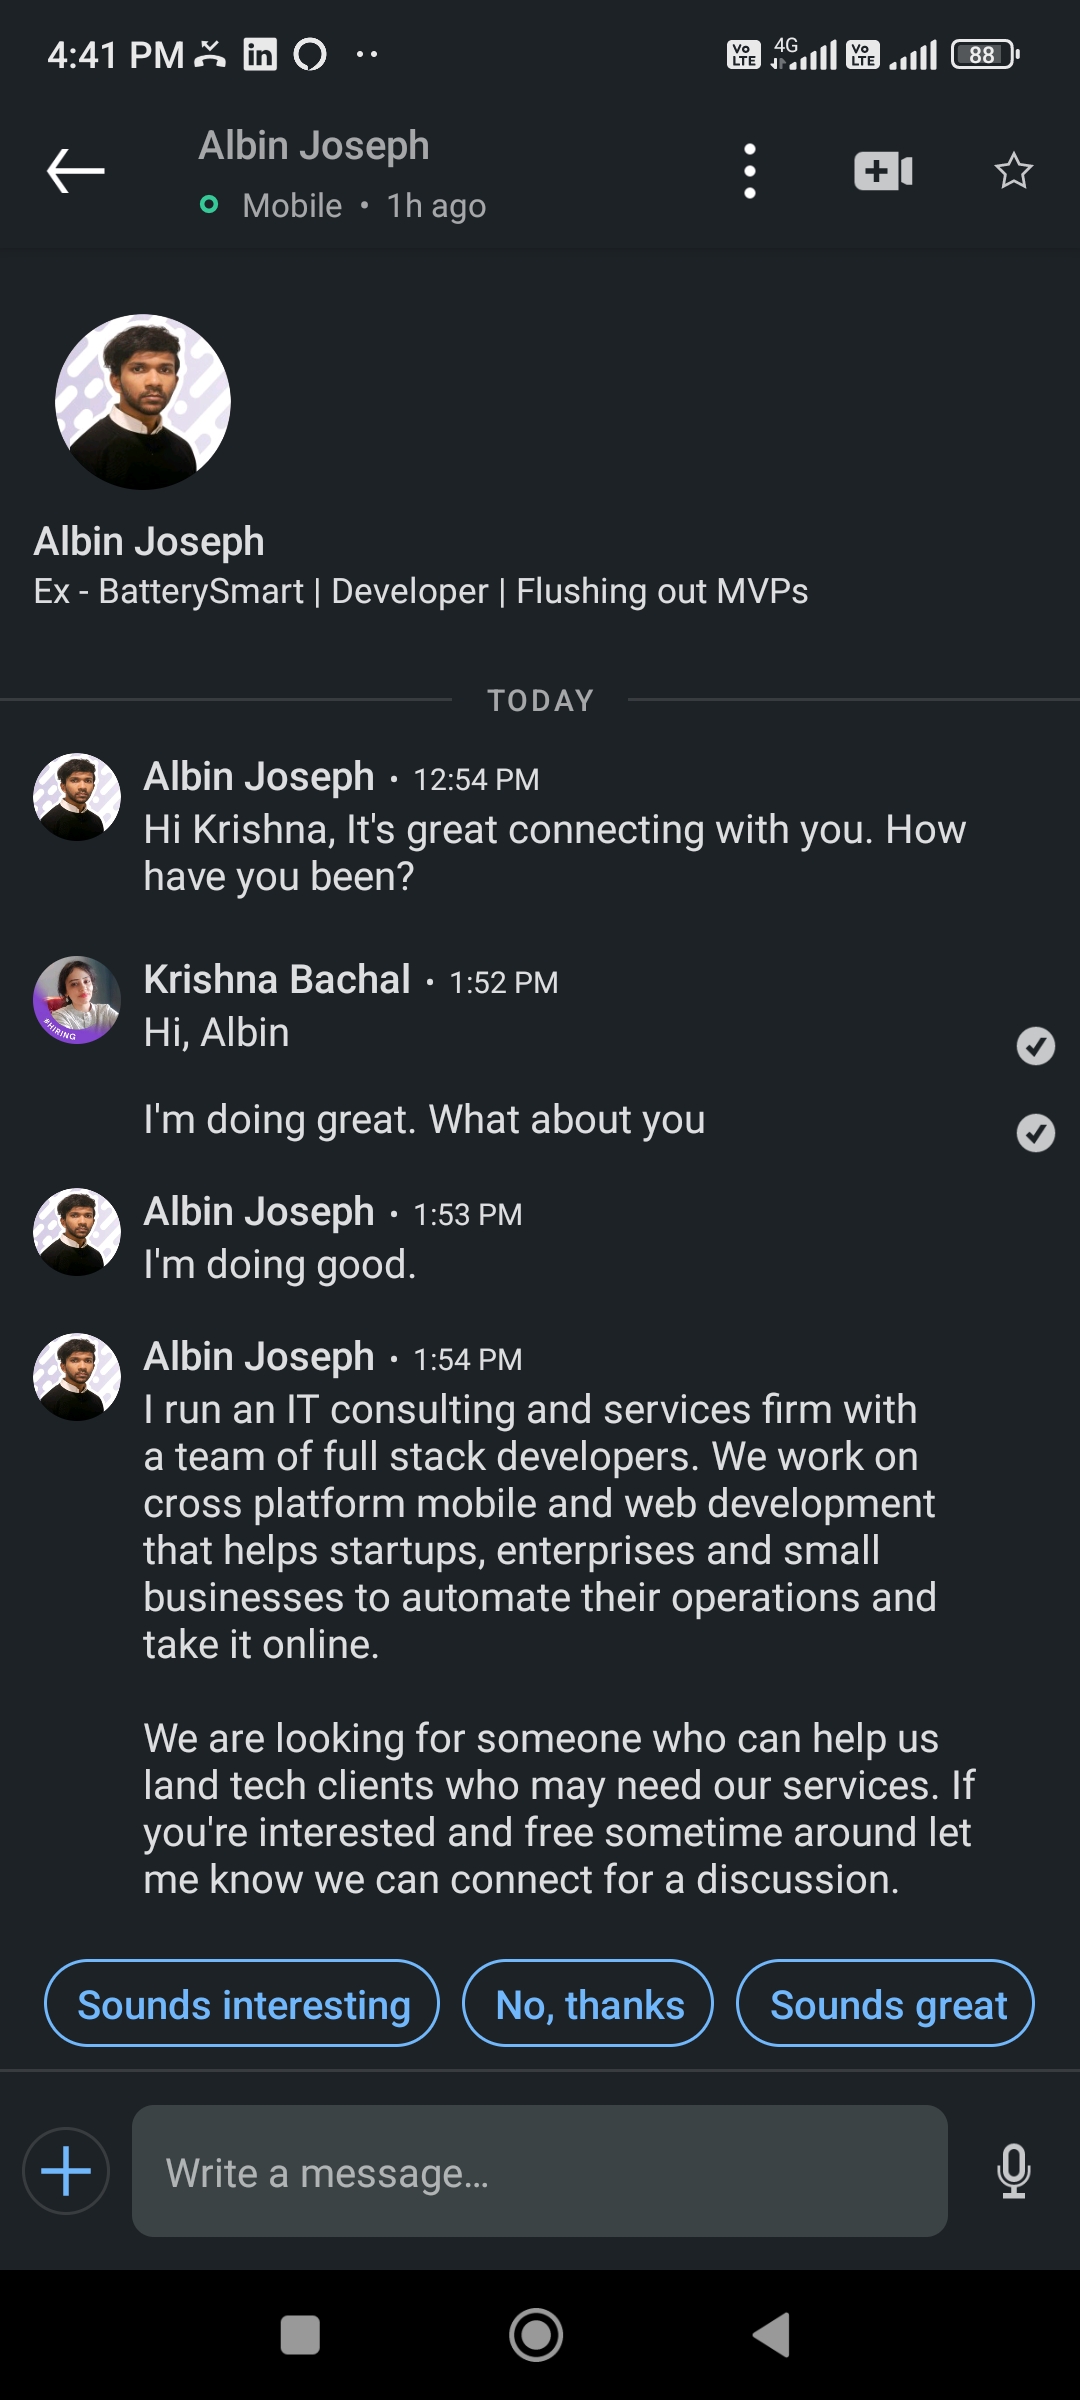 4:41 PM in Vo LTE 4G Vo LTE 88
Albin Joseph
Mobile • 1h ago
Albin Joseph
Ex - BatterySmart | Developer | Flushing out MVPs
TODAY
Albin Joseph • 12:54 PM
Hi Krishna, It's great connecting with you. How
have you been?
Krishna Bachal • 1:52 PM
#HIRING
Hi, Albin
I'm doing great. What about you
Albin Joseph • 1:53 PM
I'm doing good.
Albin Joseph • 1:54 PM
I run an IT consulting and services firm with
a team of full stack developers. We work on
cross platform mobile and web development
that helps startups, enterprises and small
businesses to automate their operations and
take it online.
We are looking for someone who can help us
land tech clients who may need our services. If
you're interested and free sometime around let
me know we can connect for a discussion.
Sounds interesting No, thanks Sounds great
Write a message...